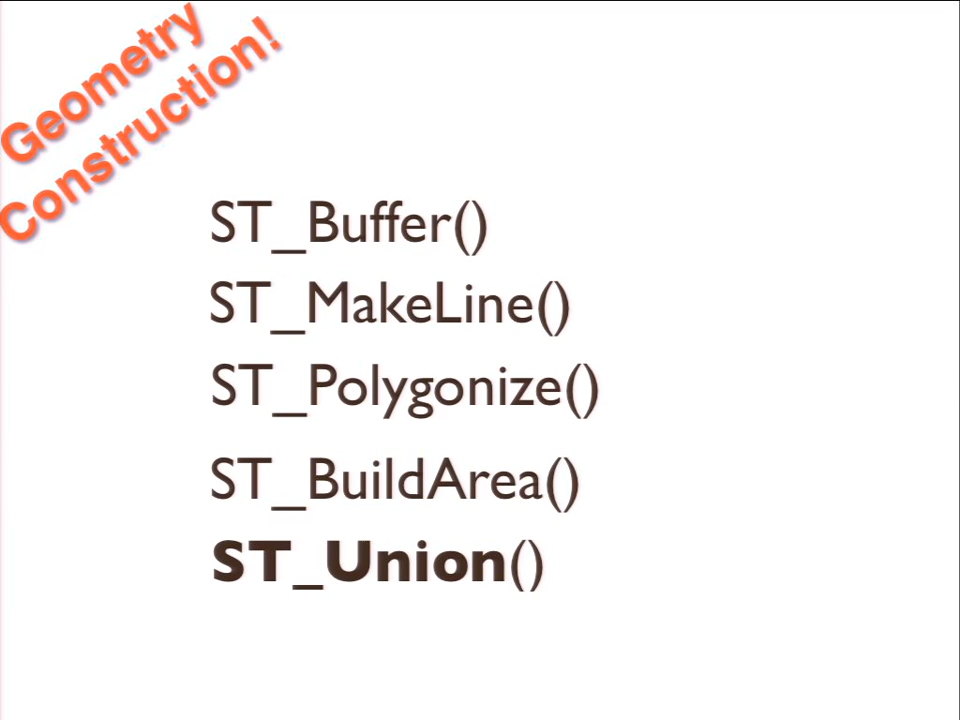 Geometry
Construction!
ST_Buffer()
ST_MakeLine()
ST_Polygonize()
ST_BuildArea()
ST_Union()